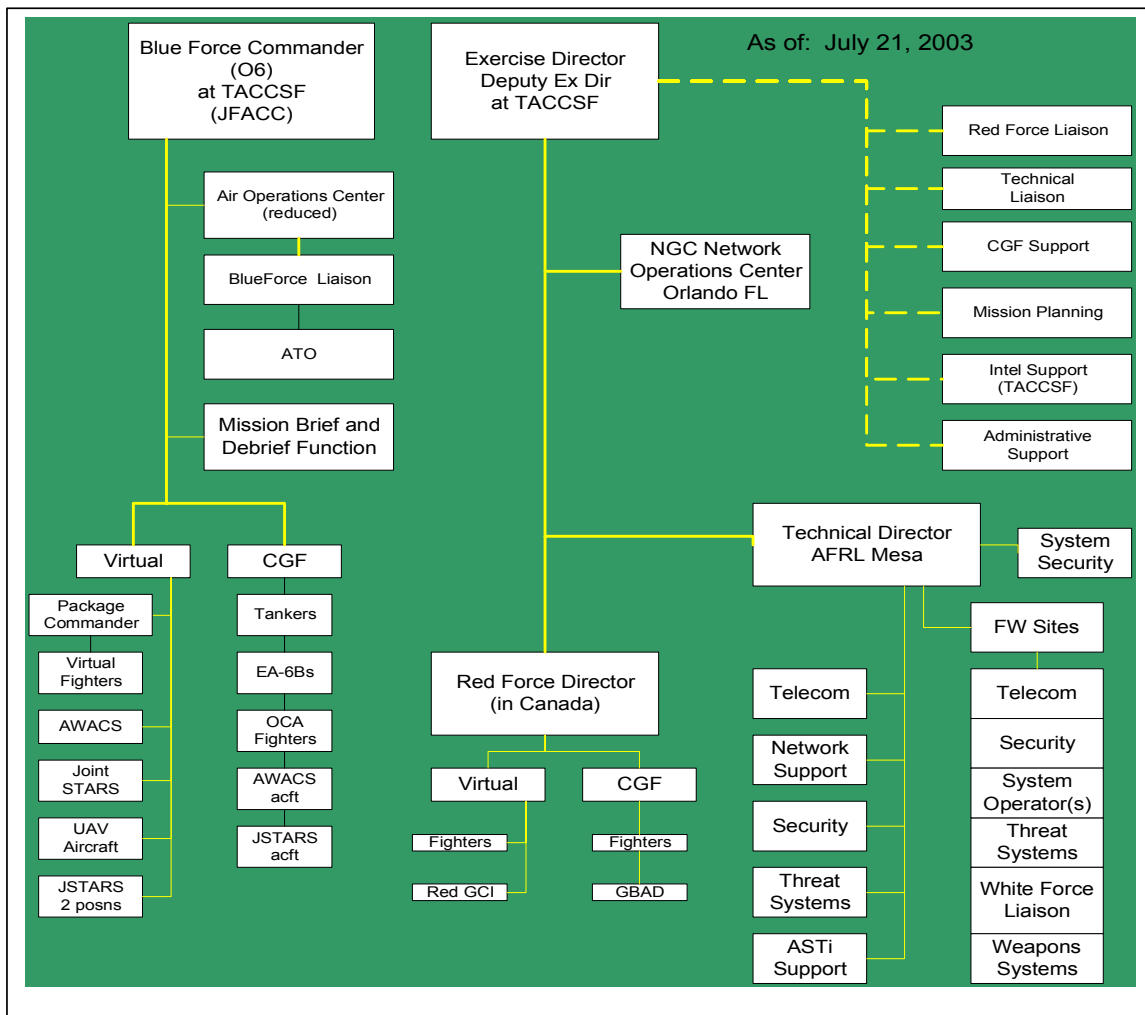 As of: July 21, 2003
Blue Force Commander
(O6)
at TACCSF
(JFACC)
Air Operations Center
(reduced)
BlueForce Liaison
ATO
Mission Brief and
Debrief Function
Virtual
Package
Commander
Virtual
Fighters
AWACS
Joint
STARS
UAV
Aircraft
JSTARS
2 posns
CGF
Tankers
EA-6Bs
OCA
Fighters
AWACS
acft
JSTARS
acft
Exercise Director
Deputy Ex Dir
at TACCSF
NGC Network
Operations Center
Orlando FL
Red Force Director
(in Canada)
Virtual
Fighters
Red GCI
CGF
Fighters
GBAD
Red Force Liaison
Technical
Liaison
CGF Support
Mission Planning
Intel Support
(TACCSF)
Administrative
Support
Technical Director
AFRL Mesa
System
Security
Telecom
Network
Support
Security
Threat
Systems
ASTi
Support
FW Sites
Telecom
Security
System
Operator(s)
Threat
Systems
White Force
Liaison
Weapons
Systems